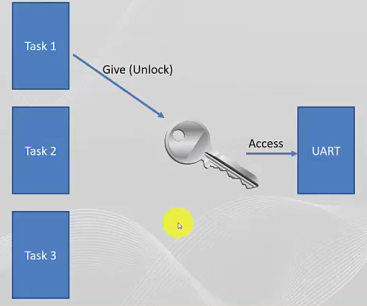 Task 1
Give (Unlock)
Task 2
Access
UART
Task 3